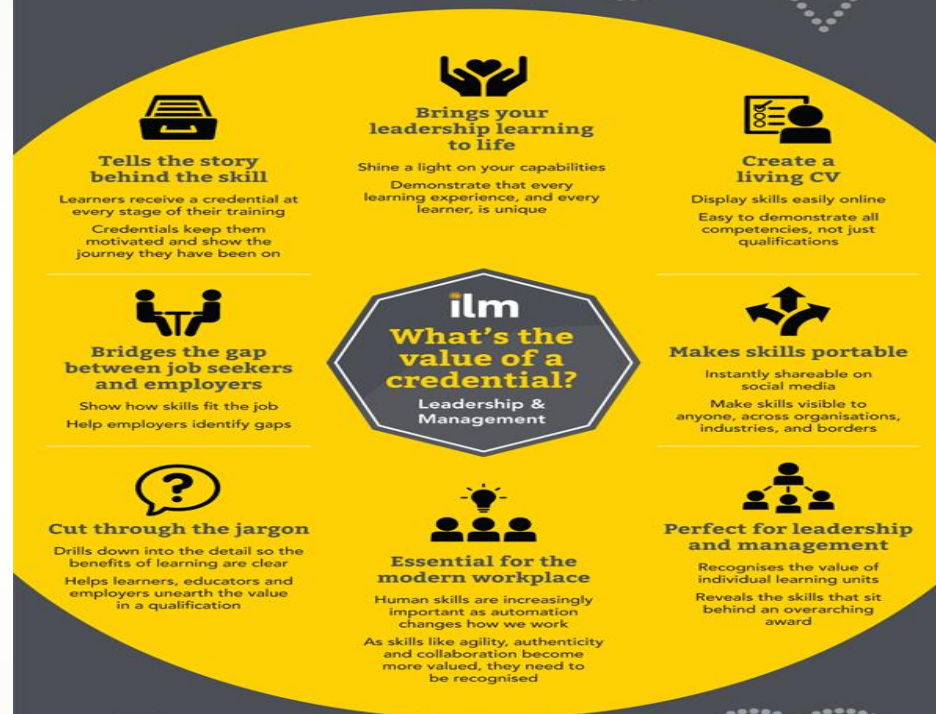 Tells the story
behind the skill
Learners receive a credential at
every stage of their training
Credentials keep them
motivated and show the
journey they have been on
Brings your
leadership learning
to life
Shine a light on your capabilities
Demonstrate that every
learning experience, and every
learner, is unique
Create a
living CV
Display skills easily online
Easy to demonstrate all
competencies, not just
qualifications
Bridges the gap
between job seekers
and employers
Show how skills fit the job
Help employers identify gaps
ilm
What's the
value of a
credential?
Leadership &
Management
Makes skills portable
Instantly shareable on
social media
Make skills visible to
anyone, across organisations,
industries, and borders
?
Cut through the jargon
Drills down into the detail so the
benefits of learning are clear
Helps learners, educators and
employers unearth the value
in a qualification
Essential for the
modern workplace
Human skills are increasingly
important as automation
changes how we work
As skills like agility, authenticity
and collaboration become
more valued, they need to
be recognised
Perfect for leadership
and management
Recognises the value of
individual learning units
Reveals the skills that sit
behind an overarching
award